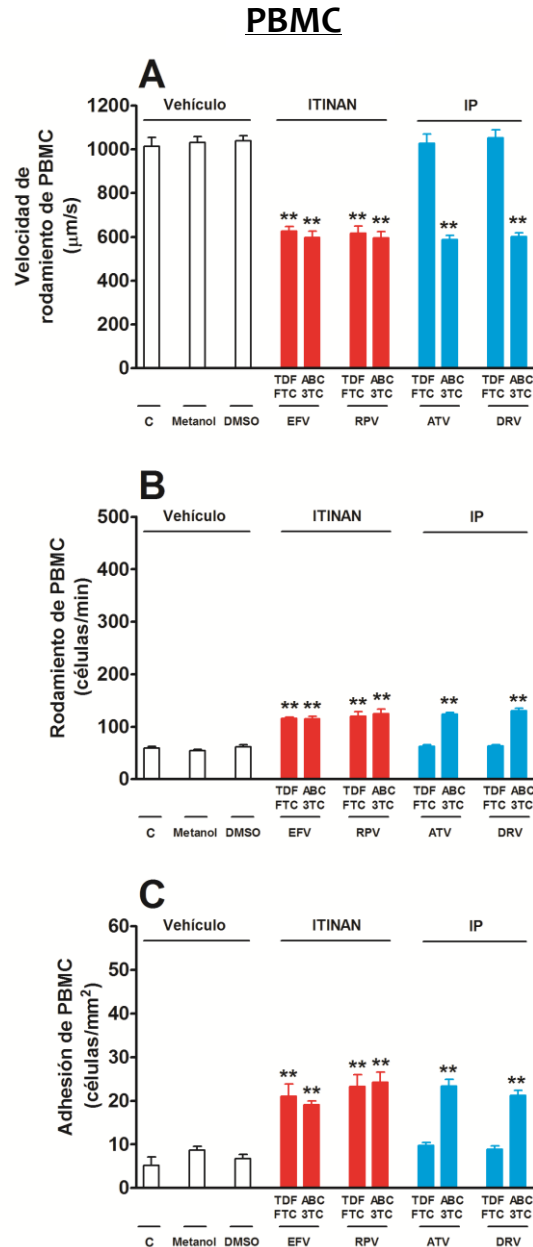 PBMC
A
Vehículo ITINAN IP
Velocidad de
rodamiento de PBMC
(µm/s)
1200
1000
800
600
400
200
0
** ** ** ** ** **
TDF ABC TDF ABC TDF ABC TDF ABC
FTC 3TC FTC 3TC FTC 3TC FTC 3TC
C Metanol DMSO EFV RPV ATV DRV
B
Vehículo ITINAN IP
Rodamiento de PBMC
(células/min)
500
400
300
200
100
0
** ** ** ** ** **
TDF ABC TDF ABC TDF ABC TDF ABC
FTC 3TC FTC 3TC FTC 3TC FTC 3TC
C Metanol DMSO EFV RPV ATV DRV
C
Vehículo ITINAN IP
Adhesión de PBMC
(células/mm²)
60
50
40
30
20
10
0
** ** ** ** ** **
TDF ABC TDF ABC TDF ABC TDF ABC
FTC 3TC FTC 3TC FTC 3TC FTC 3TC
C Metanol DMSO EFV RPV ATV DRV